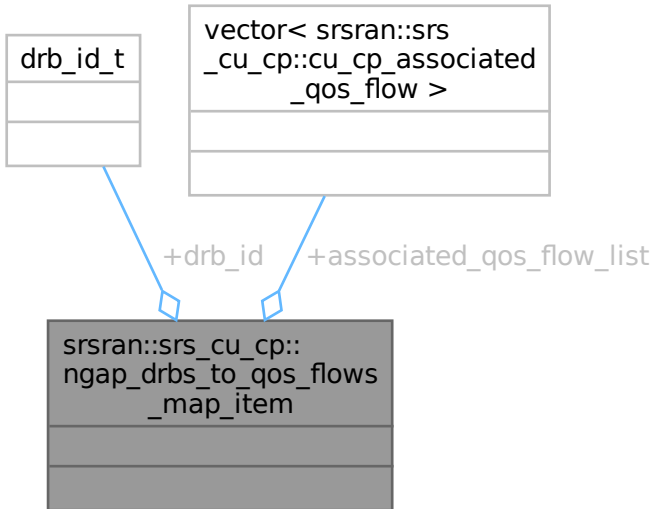 drb_id_t
vector< srsran::srs
_cu_cp::cu_cp_associated
_qos_flow >
+drb_id
+associated_qos_flow_list
srsran::srs_cu_cp::
ngap_drbs_to_qos_flows
_map_item